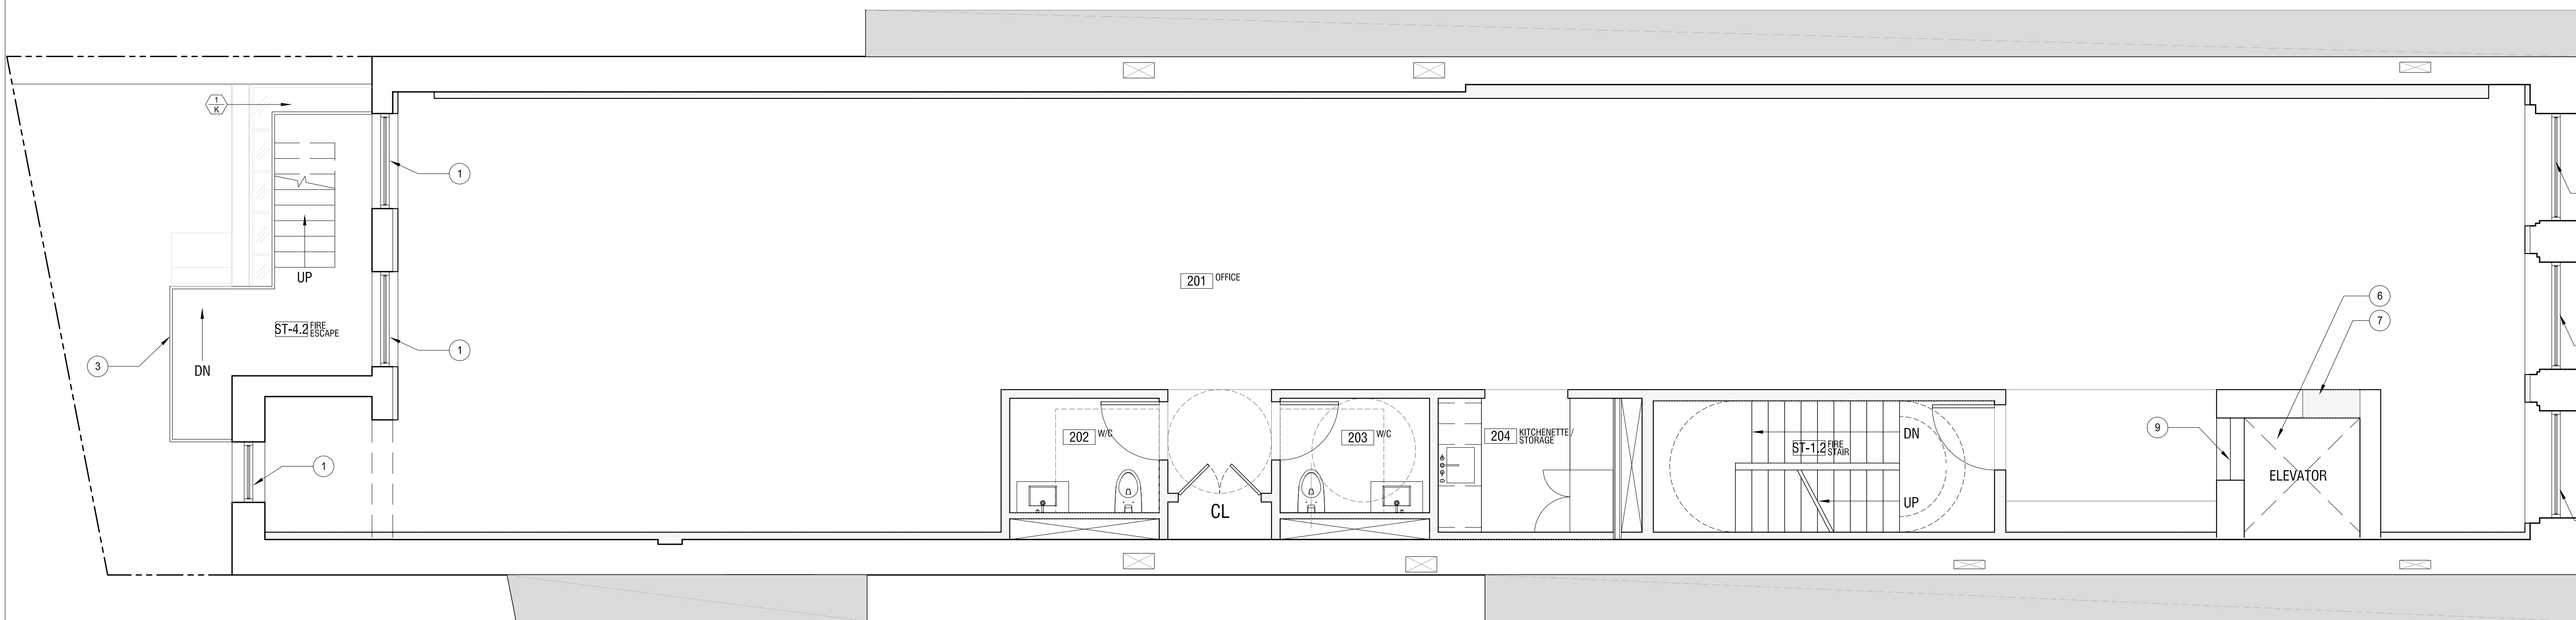 1
K
1
UP
201 OFFICE
6
7
ST-4.2 FIRE
ESCAPE
1
3
DN
202 W/C
203 W/C
204 KITCHENETTE /
STORAGE
DN
ST-1.2 FIRE
STAIR
9
1
ELEVATOR
UP
CL